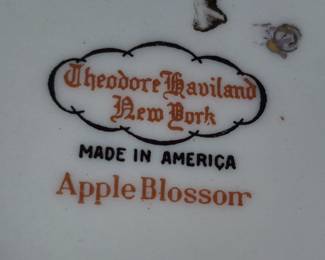 Theodore Haviland
New York
MADE IN AMERICA
Apple Blossom